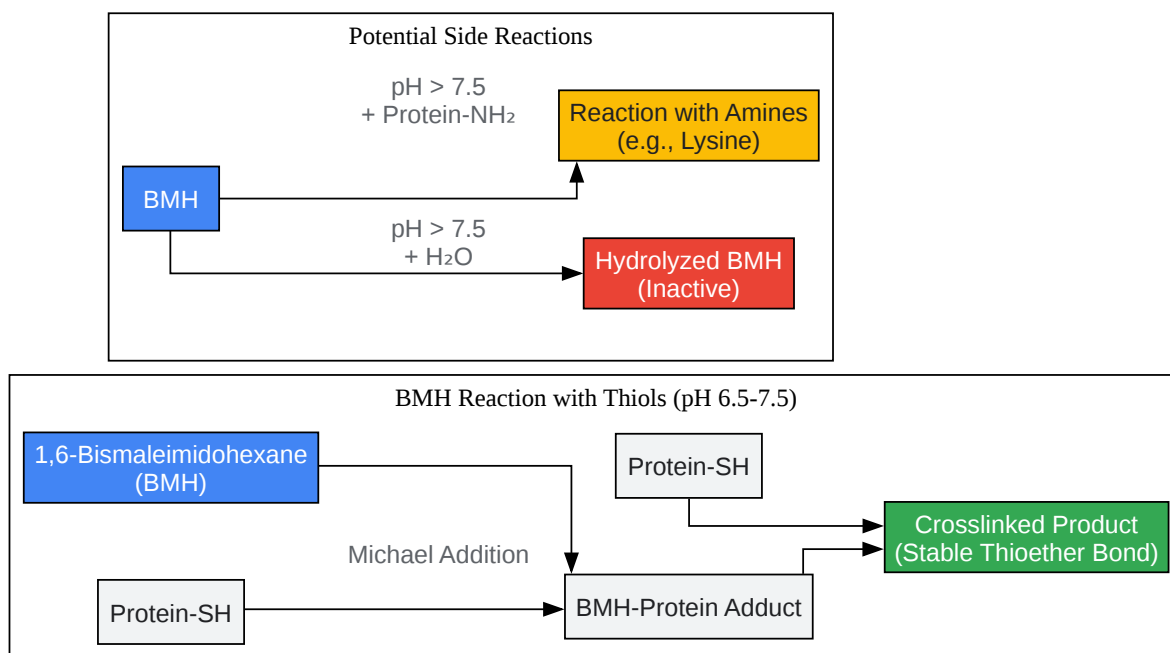 Potential Side Reactions
pH > 7.5
+ Protein-NH₂
Reaction with Amines
(e.g., Lysine)
BMH
pH > 7.5
+ H₂O
Hydrolyzed BMH
(Inactive)
BMH Reaction with Thiols (pH 6.5-7.5)
1,6-Bismaleimidohexane
(BMH)
Protein-SH
Crosslinked Product
(Stable Thioether Bond)
Michael Addition
Protein-SH
BMH-Protein Adduct